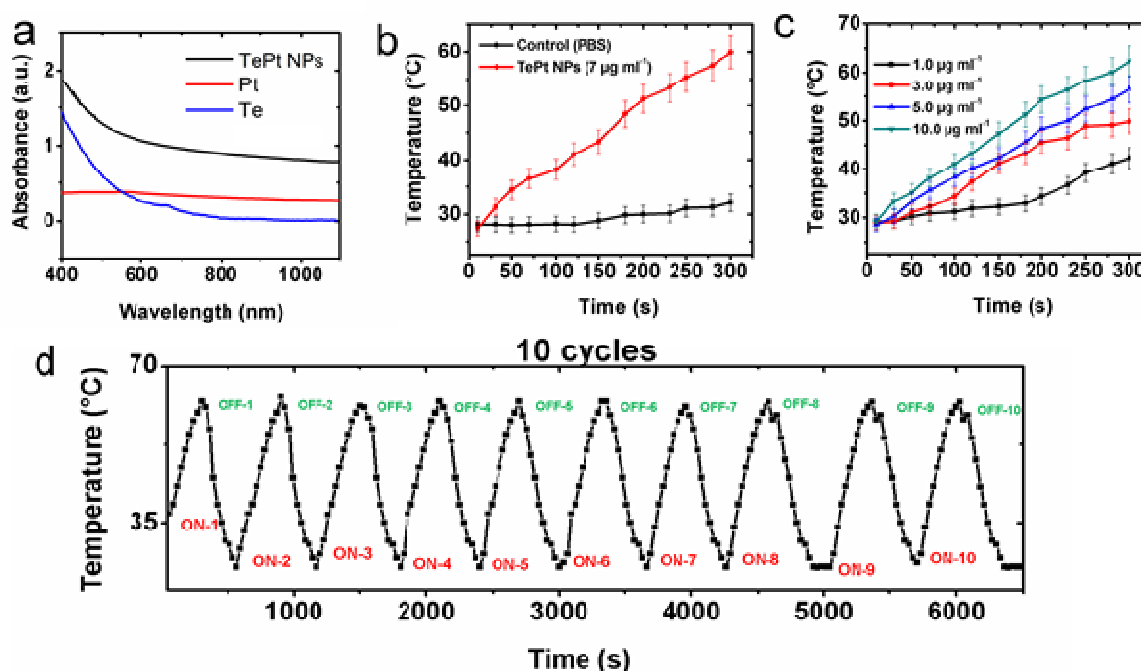 a
TePt NPs
Pt
Te
Absorbance (a.u.)
2
1
0
400
600
800
1000
Wavelength (nm)
b
Control (PBS)
TePt NPs (7 μg ml⁻¹)
Temperature (°C)
60
50
40
30
0
50
100
150
200
250
300
Time (s)
c
1.0 μg ml⁻¹
3.0 μg ml⁻¹
5.0 μg ml⁻¹
10.0 μg ml⁻¹
Temperature (°C)
70
60
50
40
30
0
50
100
150
200
250
300
Time (s)
d
10 cycles
Temperature (°C)
70
35
OFF-1
OFF-2
OFF-3
OFF-4
OFF-5
OFF-6
OFF-7
OFF-8
OFF-9
OFF-10
ON-1
ON-2
ON-3
ON-4
ON-5
ON-6
ON-7
ON-8
ON-9
ON-10
1000
2000
3000
4000
5000
6000
Time (s)